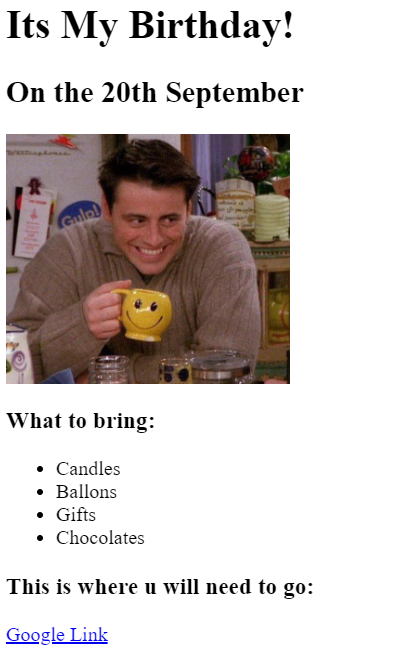 Its My Birthday!
On the 20th September
Westinghouse
Gulp!
What to bring:
Candles
Ballons
Gifts
Chocolates
This is where u will need to go:
Google Link